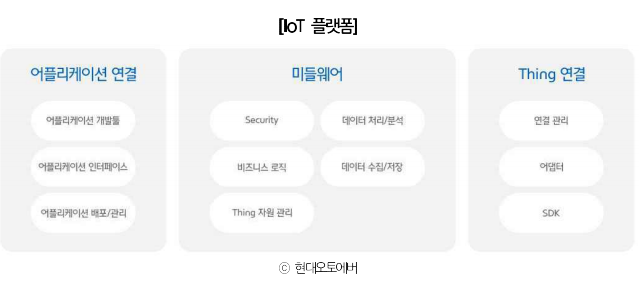 [IoT 플랫폼]
어플리케이션 연결
어플리케이션 개발툴
어플리케이션 인터페이스
어플리케이션 배포/관리
미들웨어
Security
데이터 처리/분석
비즈니스 로직
데이터 수집/저장
Thing 자원 관리
Thing 연결
연결 관리
어댑터
SDK
ⓒ 현대오토에버